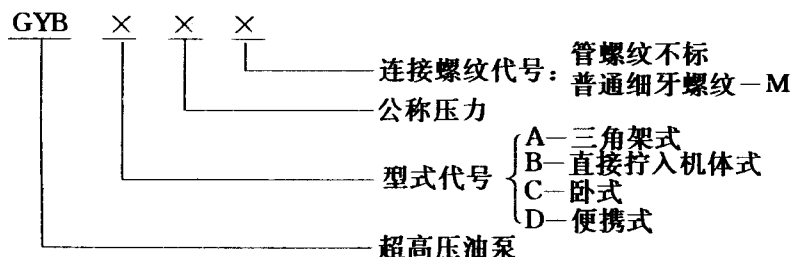 GYB × × ×
连接螺纹代号：管螺纹不标
普通细牙螺纹－M
公称压力
型式代号
A－三角架式
B－直接拧入机体式
C－卧式
D－便携式
超高压油泵